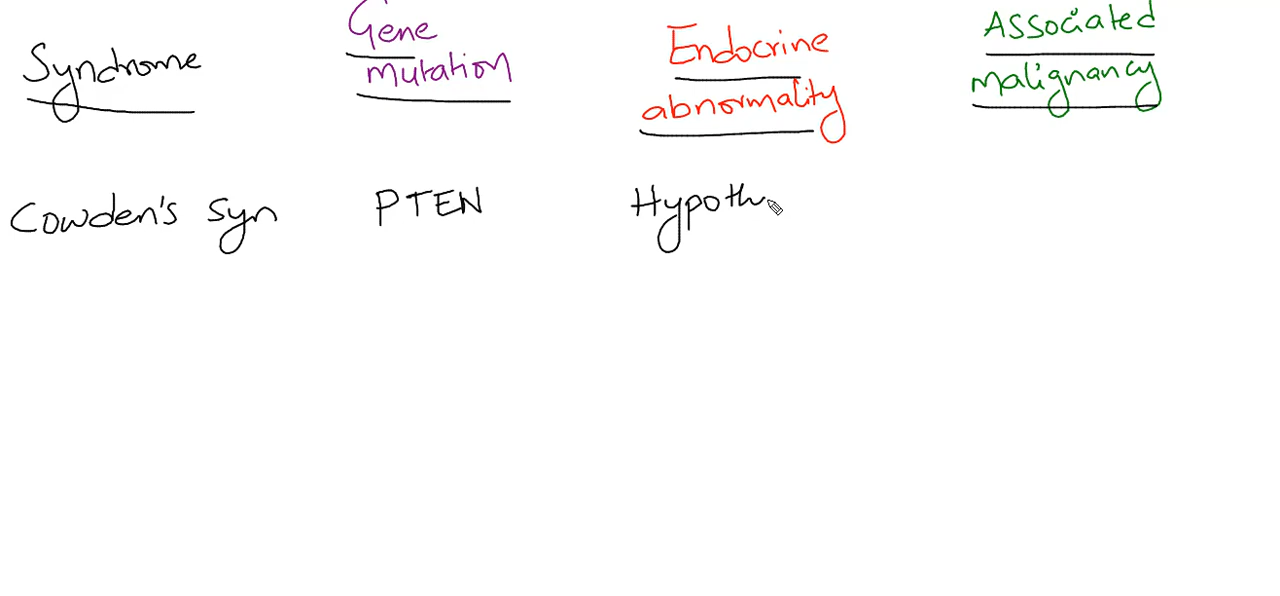 Syndrome
Gene
mutation
Endocrine
abnormality
Associated
malignancy
Cowden's Syn PTEN Hypoth